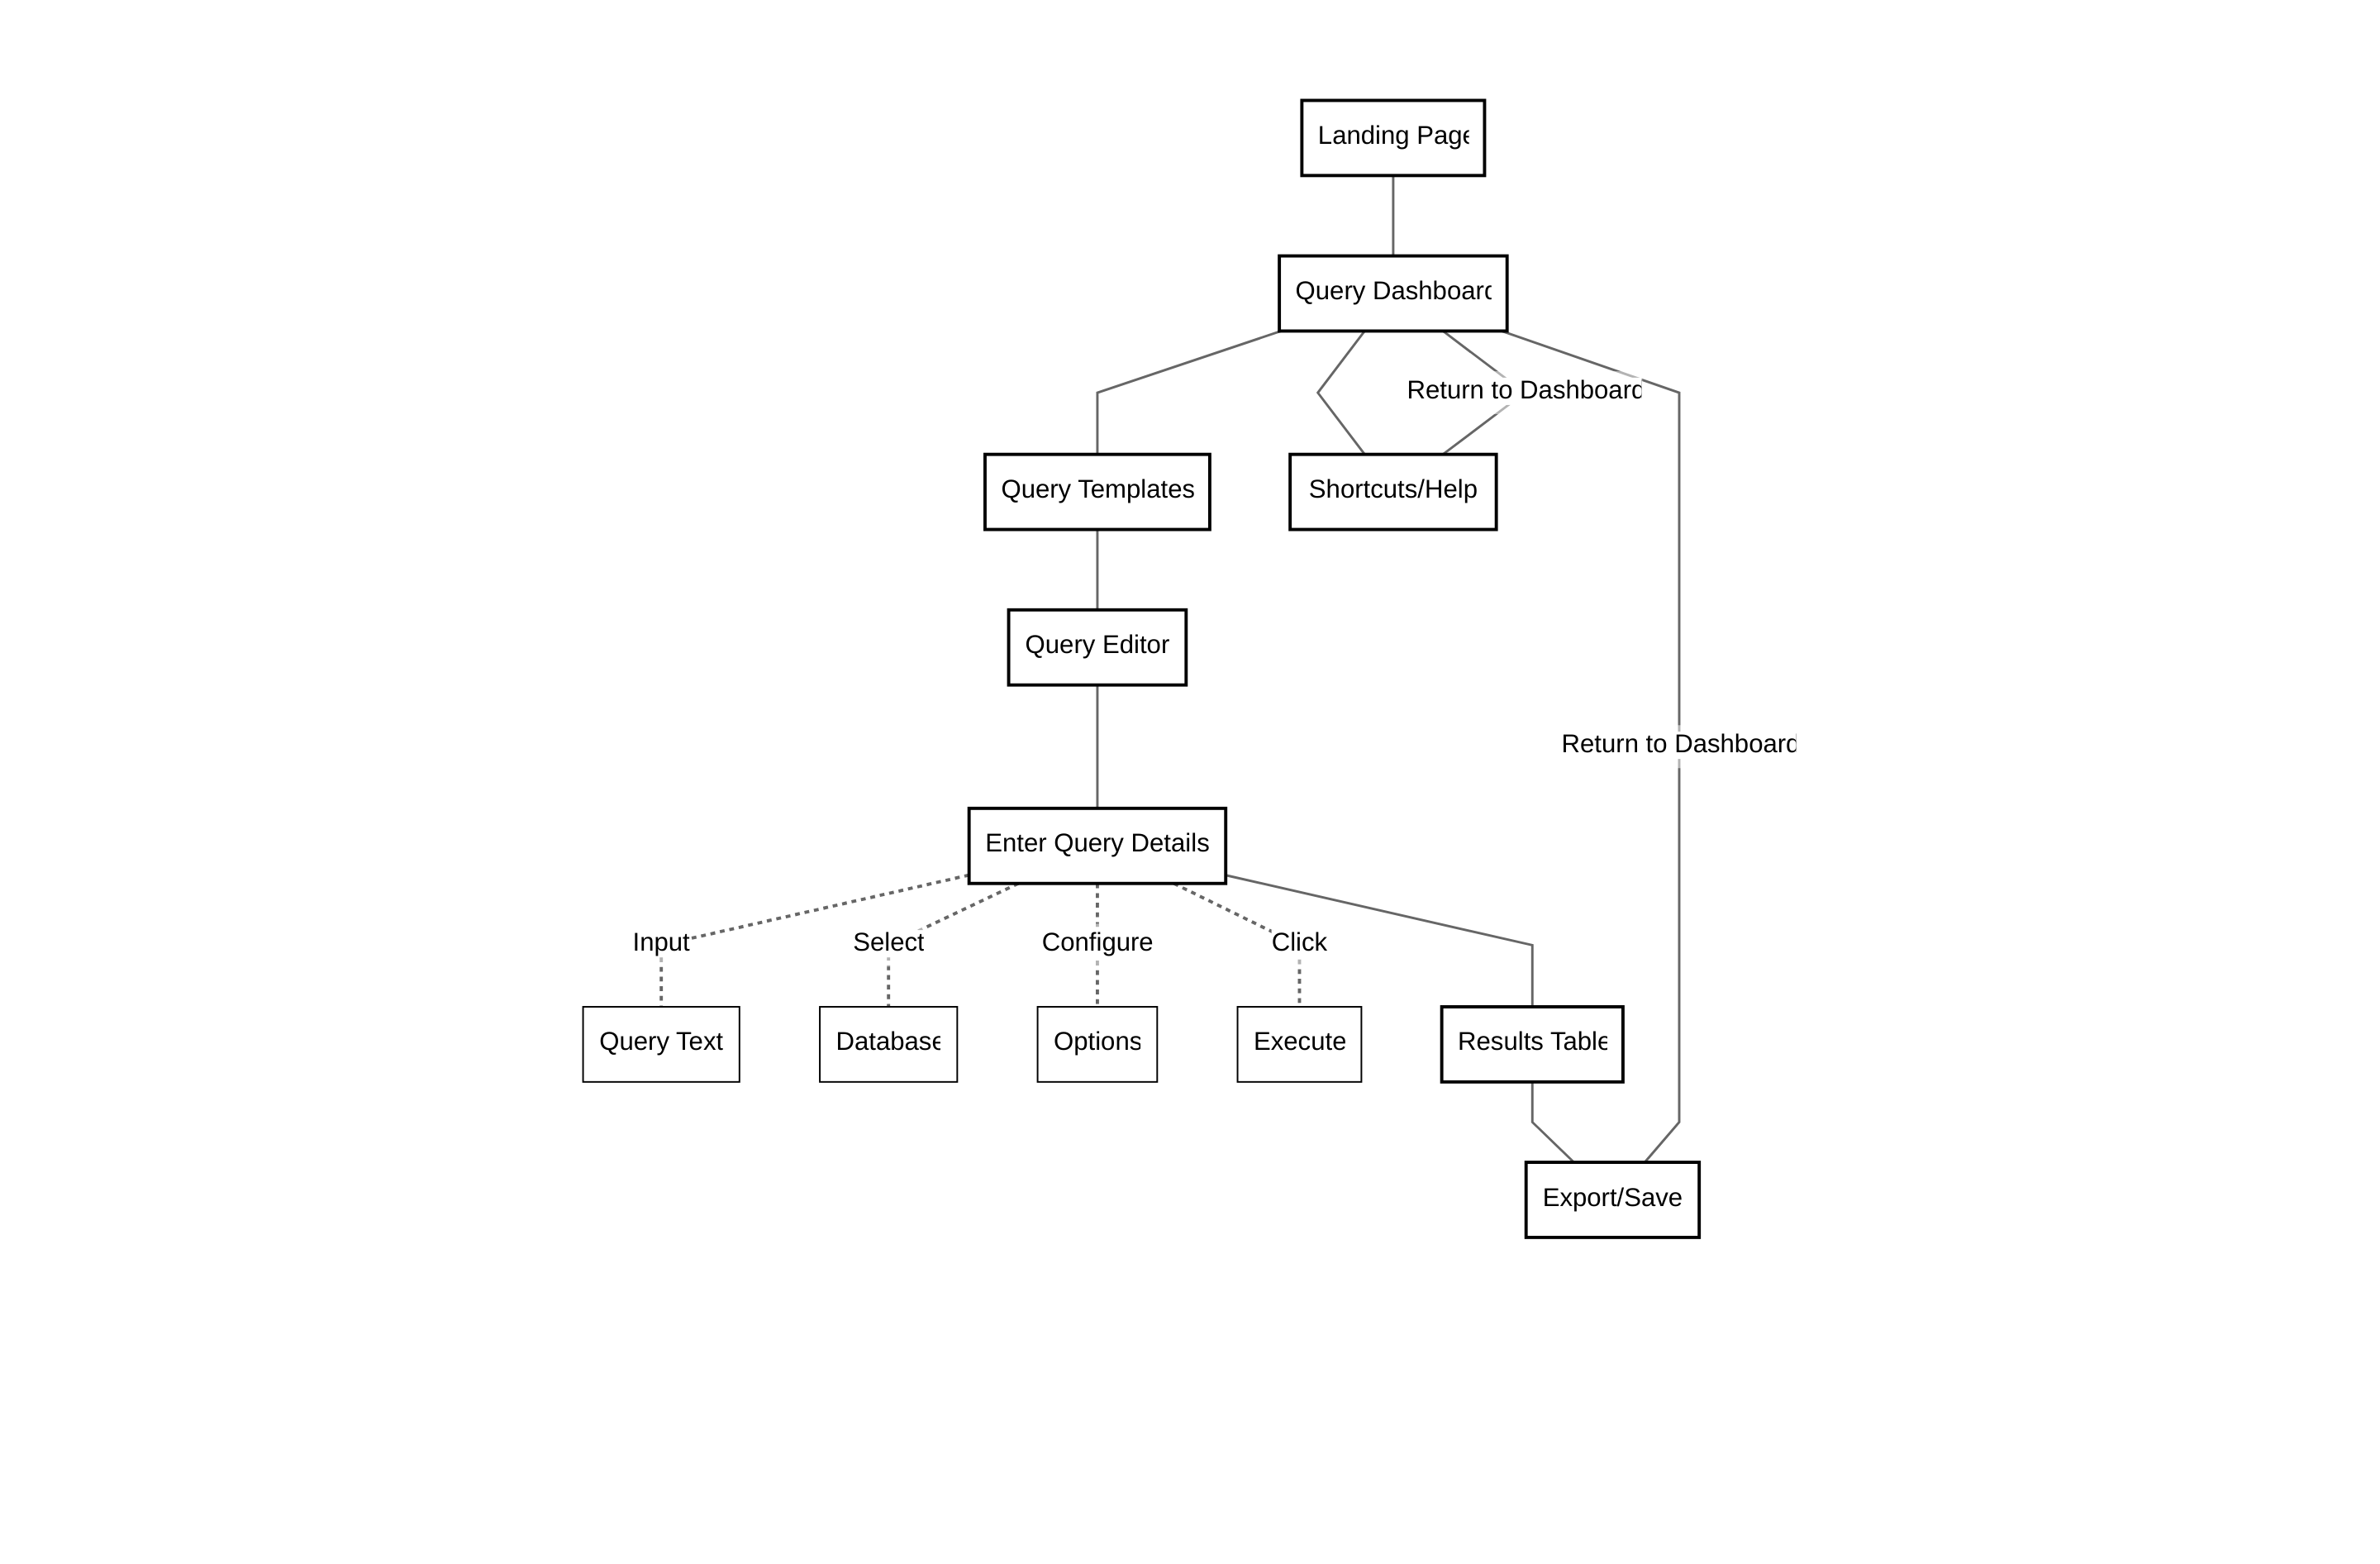 Landing Page
Query Dashboard
Return to Dashboard
Query Templates
Shortcuts/Help
Query Editor
Return to Dashboard
Enter Query Details
Input
Select
Configure
Click
Query Text
Database
Options
Execute
Results Table
Export/Save